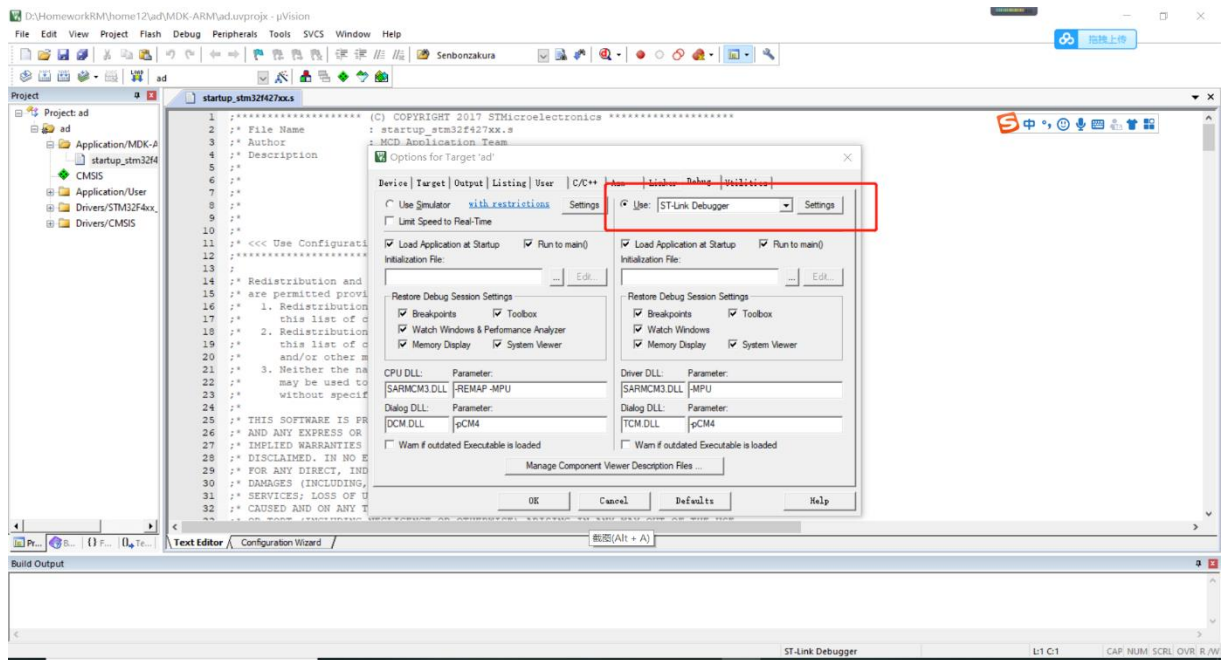 D:\HomeworkRM\home12\ad\MDK-ARM\ad.uvprojx - µVision
File Edit View Project Flash Debug Peripherals Tools SVCS Window Help
拖拽上传
Senbonzakura
ad
Project
startup_stm32f427xx.s
Project: ad
ad
Application/MDK-A
startup_stm32f4
CMSIS
Application/User
Drivers/STM32F4xx_
Drivers/CMSIS
1 ;******************** (C) COPYRIGHT 2017 STMicroelectronics ********************
2 ;* File Name : startup_stm32f427xx.s
3 ;* Author : MCD Application Team
4 ;* Description
5 ;*
6 ;*
7 ;*
8 ;*
9 ;*
10 ;*
11 ;* <<< Use Configurati
12 ;*********************
13 ;
14 ;* Redistribution and
15 ;* are permitted provi
16 ;* 1. Redistribution
17 ;* this list of c
18 ;* 2. Redistribution
19 ;* this list of c
20 ;* and/or other m
21 ;* 3. Neither the na
22 ;* may be used to
23 ;* without specif
24 ;*
25 ;* THIS SOFTWARE IS PR
26 ;* AND ANY EXPRESS OR
27 ;* IMPLIED WARRANTIES
28 ;* DISCLAIMED. IN NO E
29 ;* FOR ANY DIRECT, IND
30 ;* DAMAGES (INCLUDING,
31 ;* SERVICES; LOSS OF U
32 ;* CAUSED AND ON ANY T
中
Options for Target 'ad'
Device Target Output Listing User C/C++ Asm Linker Debug Utilities
Use Simulator with restrictions Settings
Limit Speed to Real-Time
Use: ST-Link Debugger Settings
Load Application at Startup Run to main()
Initialization File:
... Edit...
Restore Debug Session Settings
Breakpoints Toolbox
Watch Windows & Performance Analyzer
Memory Display System Viewer
CPU DLL: Parameter:
SARMCM3.DLL -REMAP -MPU
Dialog DLL: Parameter:
DCM.DLL -pCM4
Warn if outdated Executable is loaded
Load Application at Startup Run to main()
Initialization File:
... Edit...
Restore Debug Session Settings
Breakpoints Toolbox
Watch Windows
Memory Display System Viewer
Driver DLL: Parameter:
SARMCM3.DLL -MPU
Dialog DLL: Parameter:
TCM.DLL -pCM4
Warn if outdated Executable is loaded
Manage Component Viewer Description Files ...
OK Cancel Defaults Help
截图(Alt + A)
Pr... B... {} F... Te...
Text Editor Configuration Wizard
Build Output
ST-Link Debugger L:1 C:1 CAP NUM SCRL OVR R/W